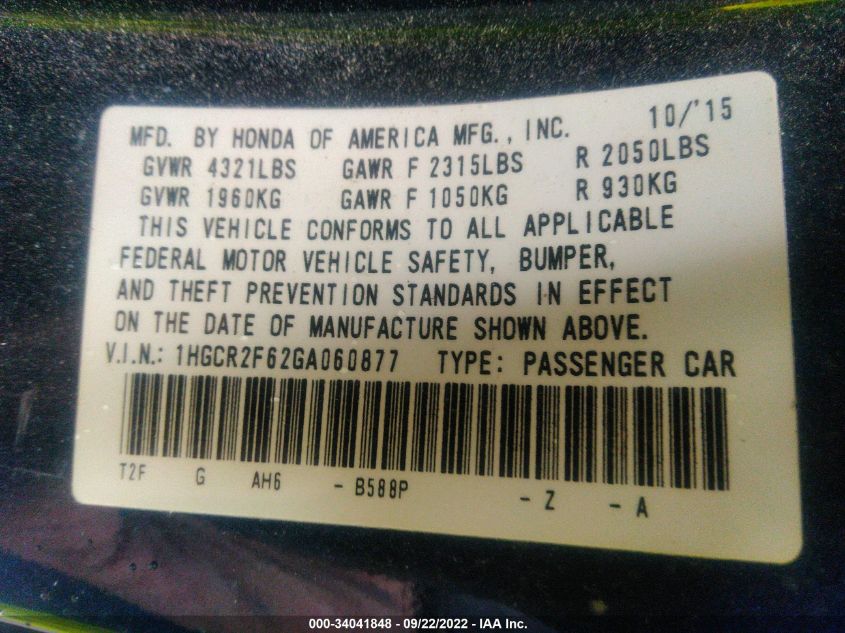 MFD. BY HONDA OF AMERICA MFG., INC. 10/'15
GVWR 4321LBS GAWR F 2315LBS R 2050LBS
GVWR 1960KG GAWR F 1050KG R 930KG
THIS VEHICLE CONFORMS TO ALL APPLICABLE
FEDERAL MOTOR VEHICLE SAFETY, BUMPER,
AND THEFT PREVENTION STANDARDS IN EFFECT
ON THE DATE OF MANUFACTURE SHOWN ABOVE.
V.I.N.: 1HGCR2F62GA060877 TYPE: PASSENGER CAR
T2F G AH6 - B588P - Z - A
000-34041848 - 09/22/2022 - IAA Inc.